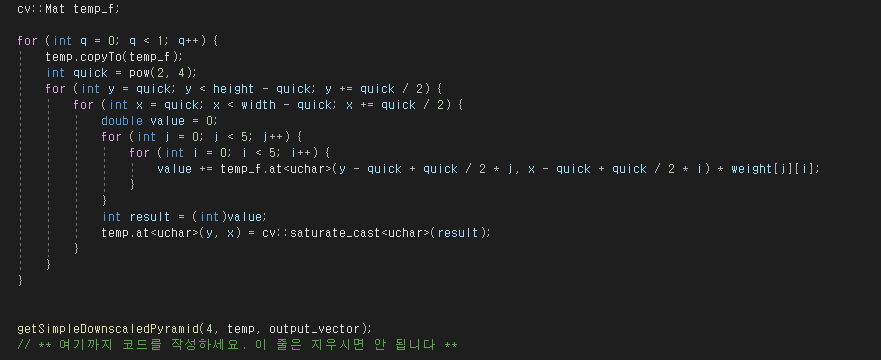 cv::Mat temp_f;
for (int q = 0; q < 1; q++) {
temp.copyTo(temp_f);
int quick = pow(2, 4);
for (int y = quick; y < height - quick; y += quick / 2) {
for (int x = quick; x < width - quick; x += quick / 2) {
double value = 0;
for (int j = 0; j < 5; j++) {
for (int i = 0; i < 5; i++) {
value += temp_f.at<uchar>(y - quick + quick / 2 * j, x - quick + quick / 2 * i) * weight[j][i];
}
}
int result = (int)value;
temp.at<uchar>(y, x) = cv::saturate_cast<uchar>(result);
}
}
}
getSimpleDownscaledPyramid(4, temp, output_vector);
// ** 여기까지 코드를 작성하세요. 이 줄은 지우시면 안 됩니다 **